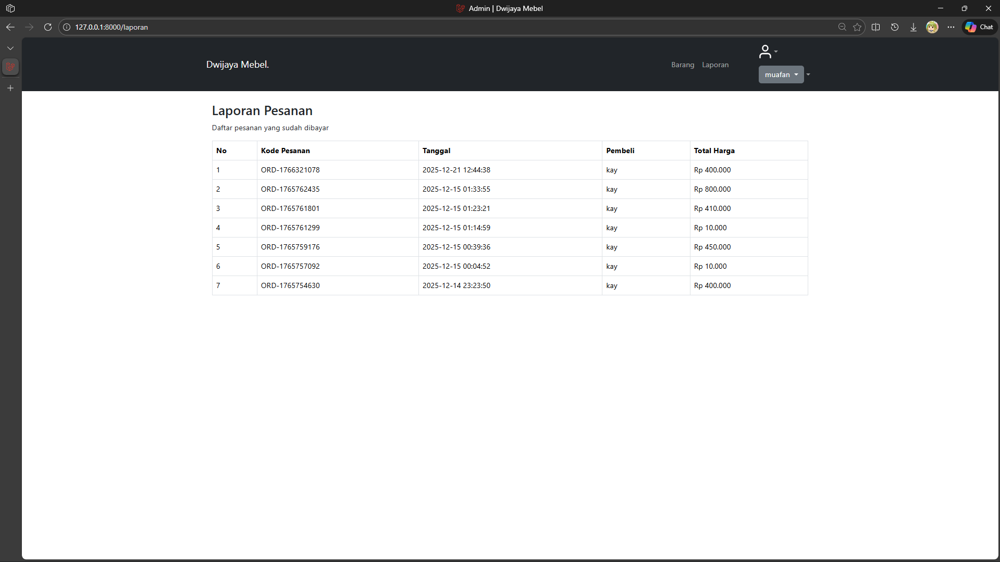 Admin | Dwijaya Mebel
127.0.0.1:8000/laporan
Chat
Dwijaya Mebel.
Barang Laporan
muafan
Laporan Pesanan
Daftar pesanan yang sudah dibayar
No Kode Pesanan Tanggal Pembeli Total Harga
1 ORD-1766321078 2025-12-21 12:44:38 kay Rp 400.000
2 ORD-1765762435 2025-12-15 01:33:55 kay Rp 800.000
3 ORD-1765761801 2025-12-15 01:23:21 kay Rp 410.000
4 ORD-1765761299 2025-12-15 01:14:59 kay Rp 10.000
5 ORD-1765759176 2025-12-15 00:39:36 kay Rp 450.000
6 ORD-1765757092 2025-12-15 00:04:52 kay Rp 10.000
7 ORD-1765754630 2025-12-14 23:23:50 kay Rp 400.000